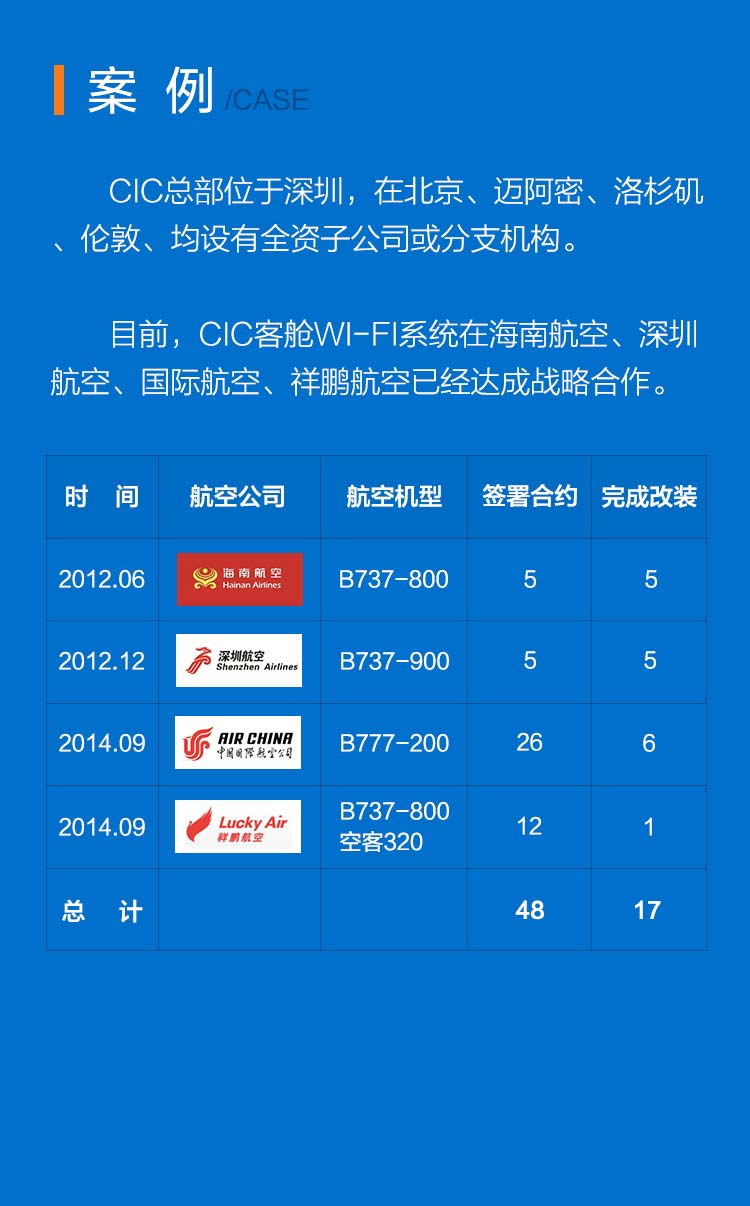 案 例 /CASE
CIC总部位于深圳，在北京、迈阿密、洛杉矶
、伦敦、均设有全资子公司或分支机构。
目前，CIC客舱WI-FI系统在海南航空、深圳
航空、国际航空、祥鹏航空已经达成战略合作。
时 间 航空公司 航空机型 签署合约 完成改装
2012.06 海南航空 Hainan Airlines B737-800 5 5
2012.12 深圳航空 Shenzhen Airlines B737-900 5 5
2014.09 AIR CHINA 中国国际航空公司 B777-200 26 6
2014.09 Lucky Air 祥鹏航空 B737-800 空客320 12 1
总 计 48 17